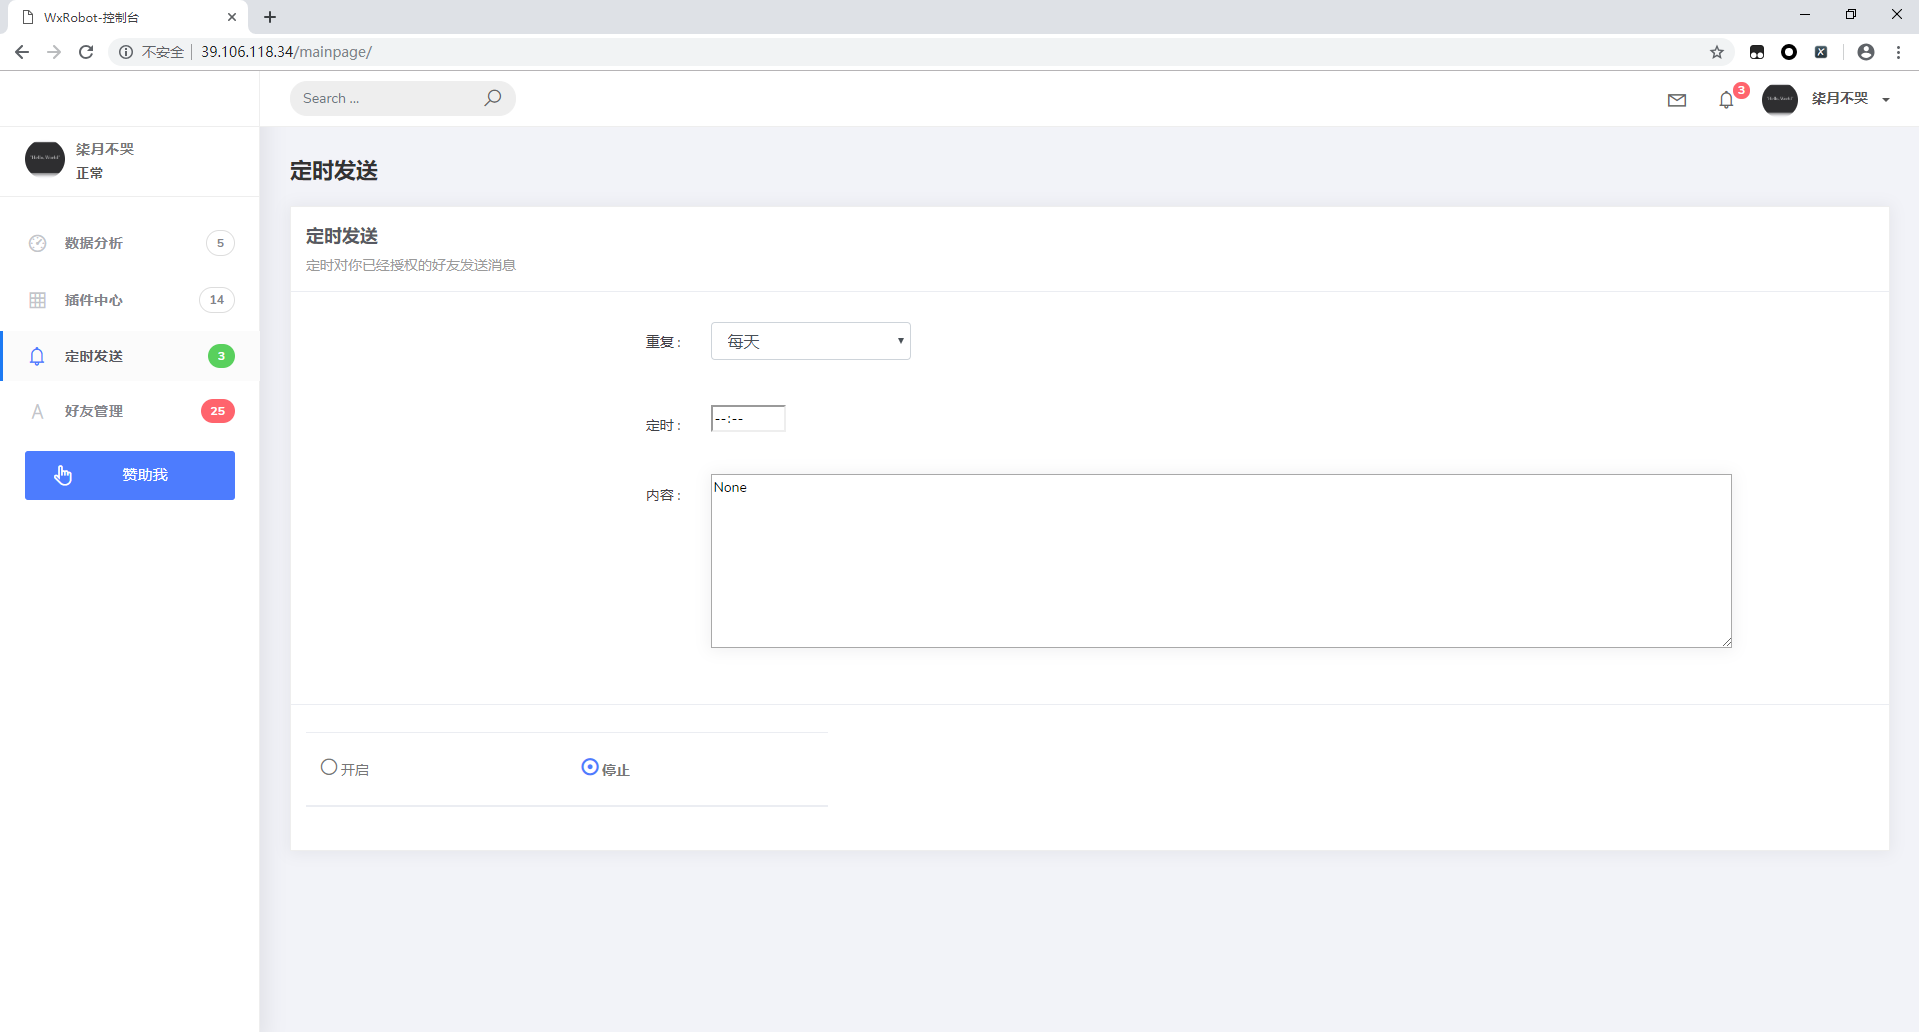 WxRobot-控制台
不安全 39.106.118.34/mainpage/
Search ...
3
柒月不哭
柒月不哭
正常
数据分析 5
插件中心 14
定时发送 3
好友管理 25
赞助我
定时发送
定时发送
定时对你已经授权的好友发送消息
重复 : 每天
定时 : --:--
内容 : None
开启 停止